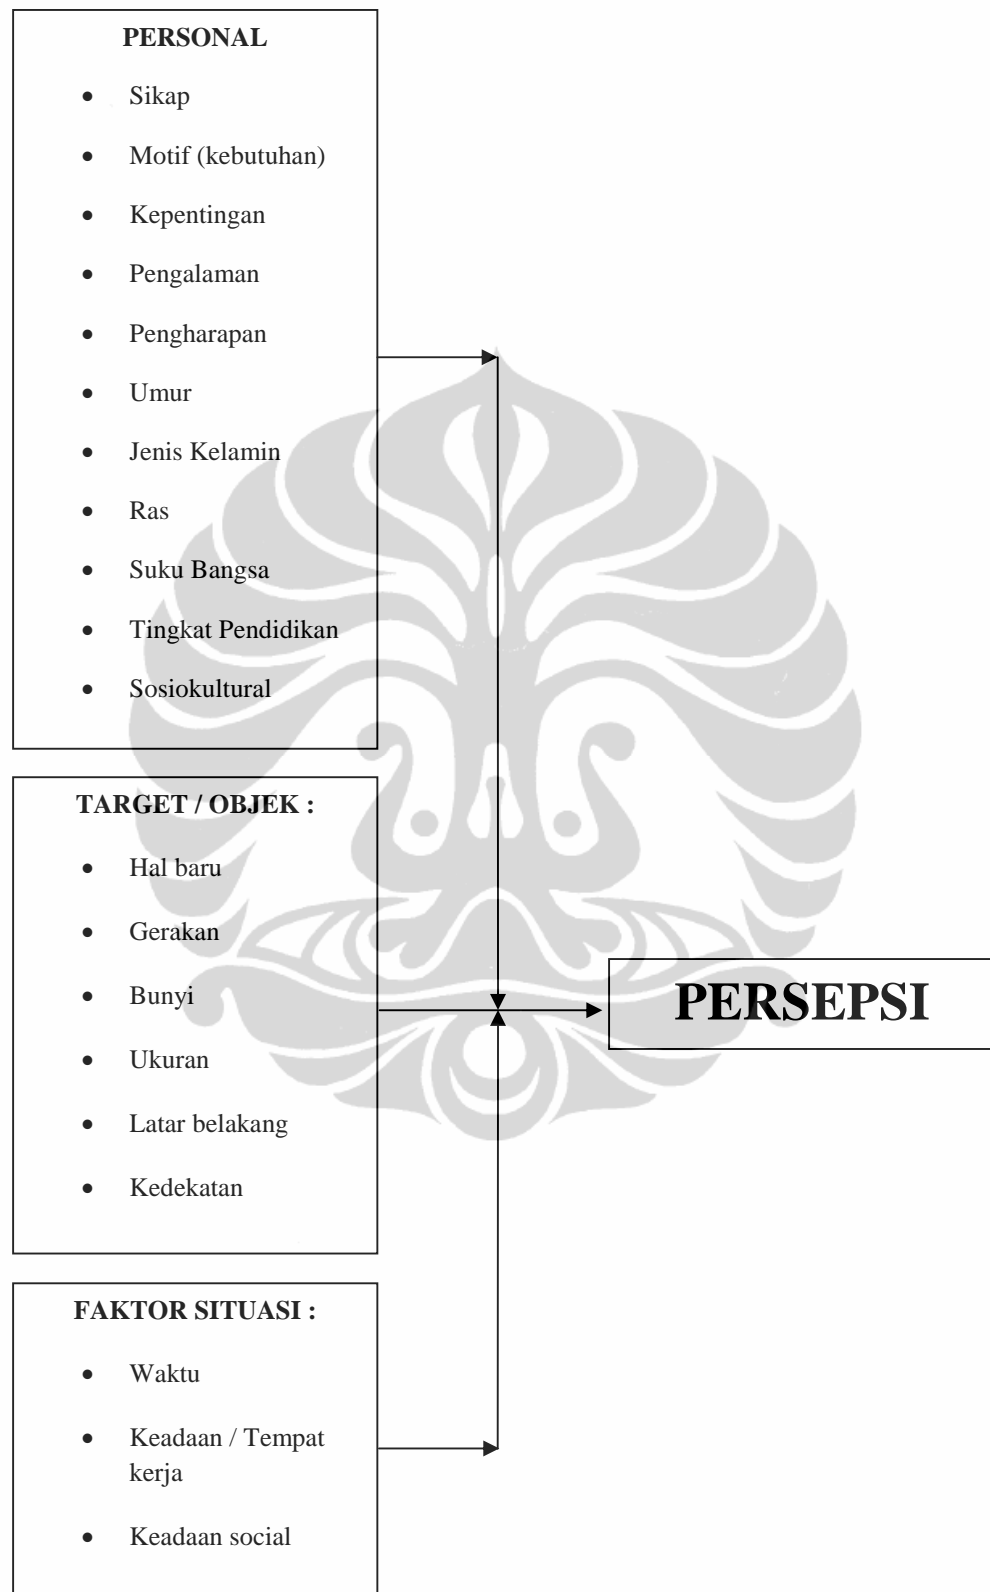 PERSONAL
• Sikap
• Motif (kebutuhan)
• Kepentingan
• Pengalaman
• Pengharapan
• Umur
• Jenis Kelamin
• Ras
• Suku Bangsa
• Tingkat Pendidikan
• Sosiokultural
TARGET / OBJEK :
• Hal baru
• Gerakan
• Bunyi
• Ukuran
• Latar belakang
• Kedekatan
PERSEPSI
FAKTOR SITUASI :
• Waktu
• Keadaan / Tempat
kerja
• Keadaan social